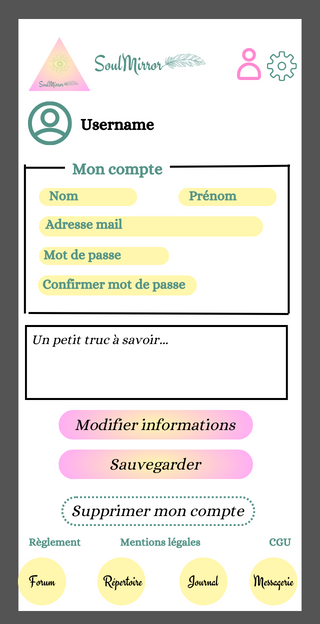 SoulMirror
SoulMirror
Username
Mon compte
Nom Prénom
Adresse mail
Mot de passe
Confirmer mot de passe
Un petit truc à savoir...
Modifier informations
Sauvegarder
Supprimer mon compte
Règlement Mentions légales CGU
Forum Répertoire Journal Messagerie